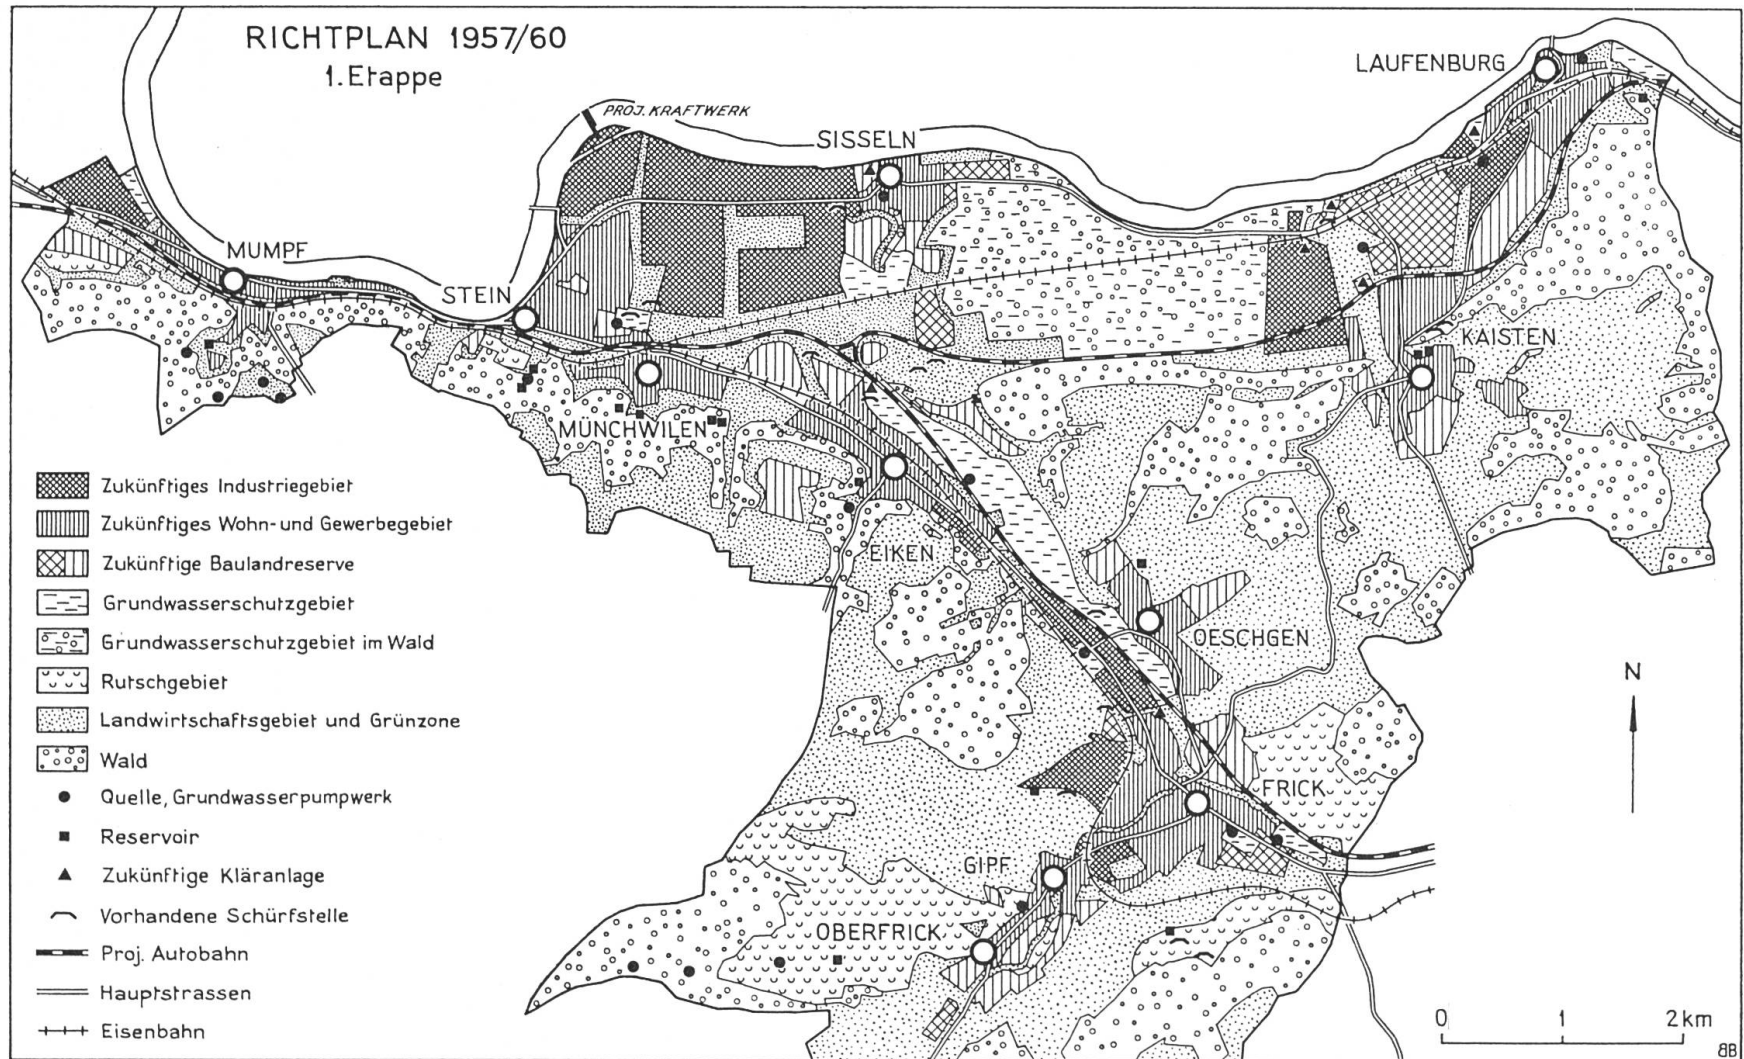 RICHTPLAN 1957/60
1. Etappe
LAUFENBURG
PROJ. KRAFTWERK
SISSELN
MUMPF
STEIN
KAISTEN
MÜNCHWILEN
EIKEN
OESCHGEN
FRICK
GIPF
OBERFRICK
Zukünftiges Industriegebiet
Zukünftiges Wohn- und Gewerbegebiet
Zukünftige Baulandreserve
Grundwasserschutzgebiet
Grundwasserschutzgebiet im Wald
Rutschgebiet
Landwirtschaftsgebiet und Grünzone
Wald
Quelle, Grundwasserpumpwerk
Reservoir
Zukünftige Kläranlage
Vorhandene Schürfstelle
Proj. Autobahn
Hauptstrassen
Eisenbahn
N
0 1 2 km
BB